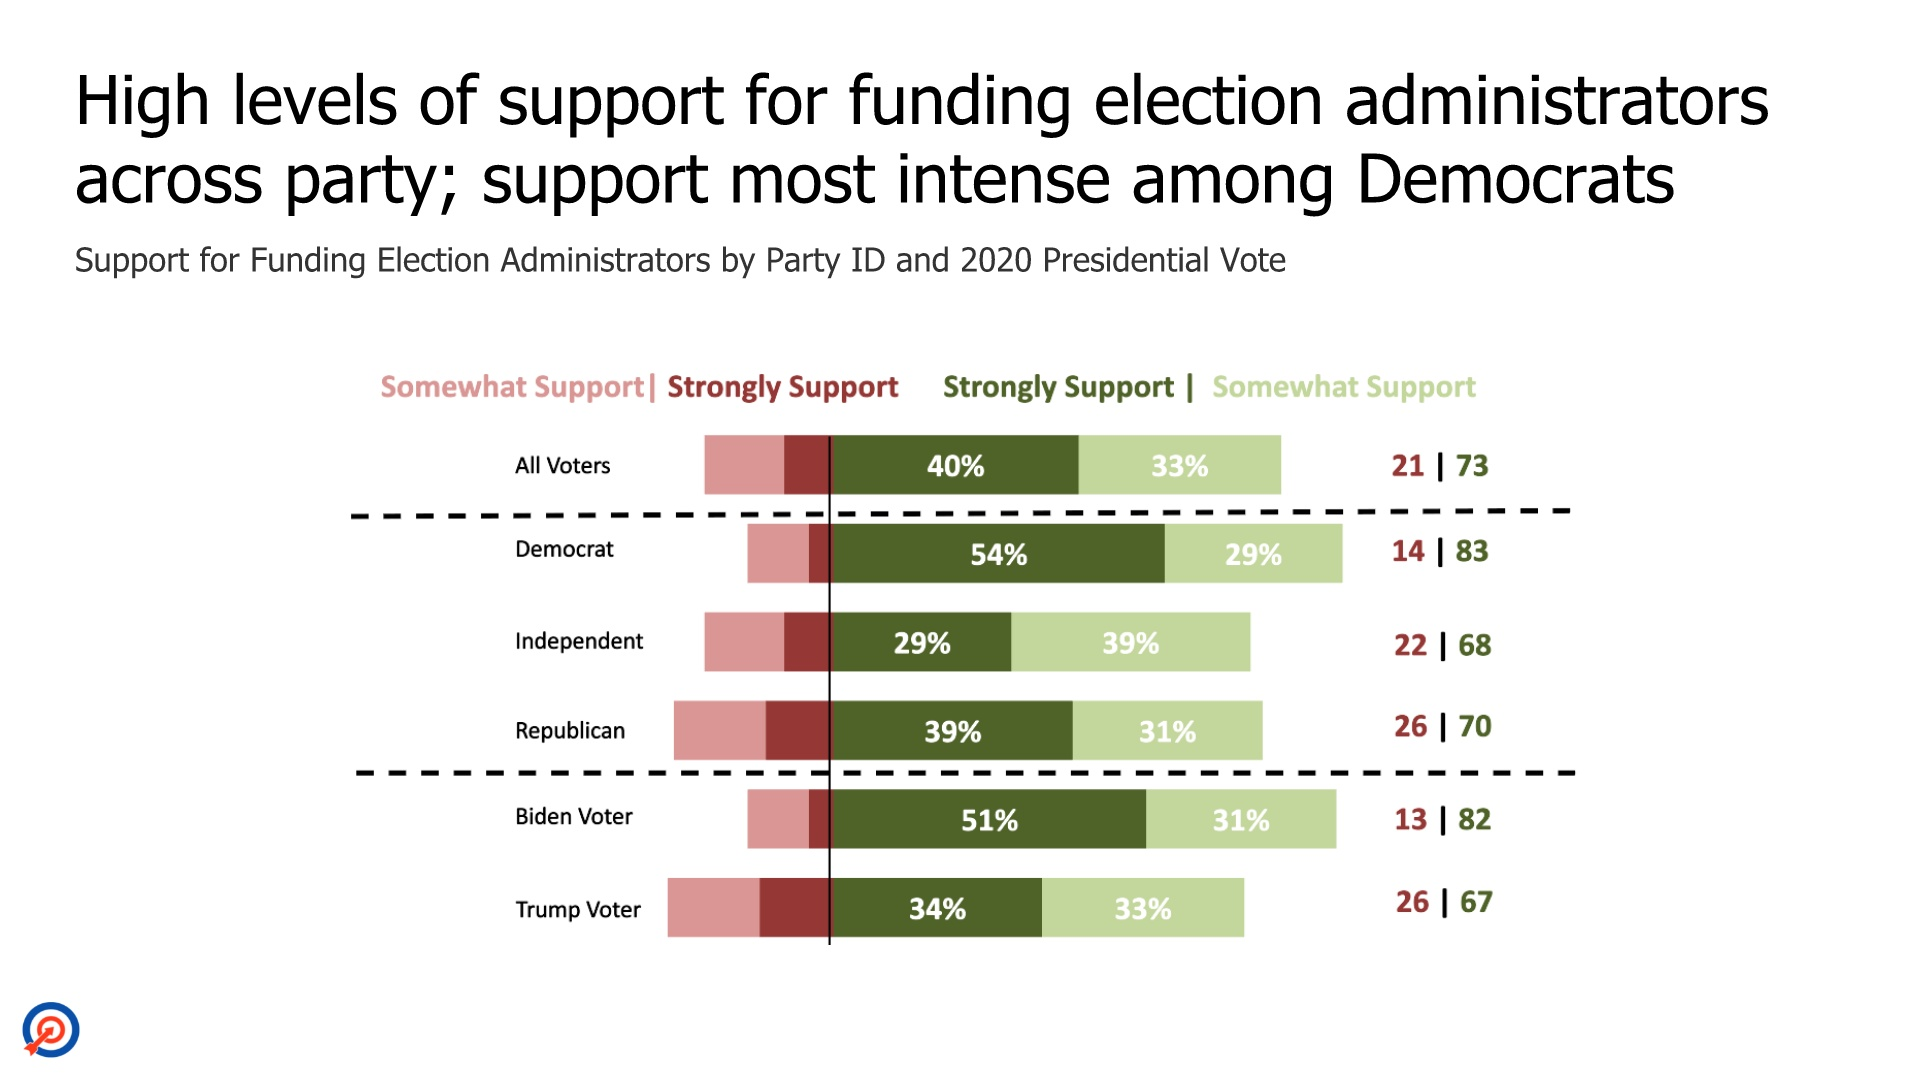 High levels of support for funding election administrators
across party; support most intense among Democrats
Support for Funding Election Administrators by Party ID and 2020 Presidential Vote
Somewhat Support| Strongly Support Strongly Support | Somewhat Support
All Voters 40% 33% 21 | 73
Democrat 54% 29% 14 | 83
Independent 29% 39% 22 | 68
Republican 39% 31% 26 | 70
Biden Voter 51% 31% 13 | 82
Trump Voter 34% 33% 26 | 67